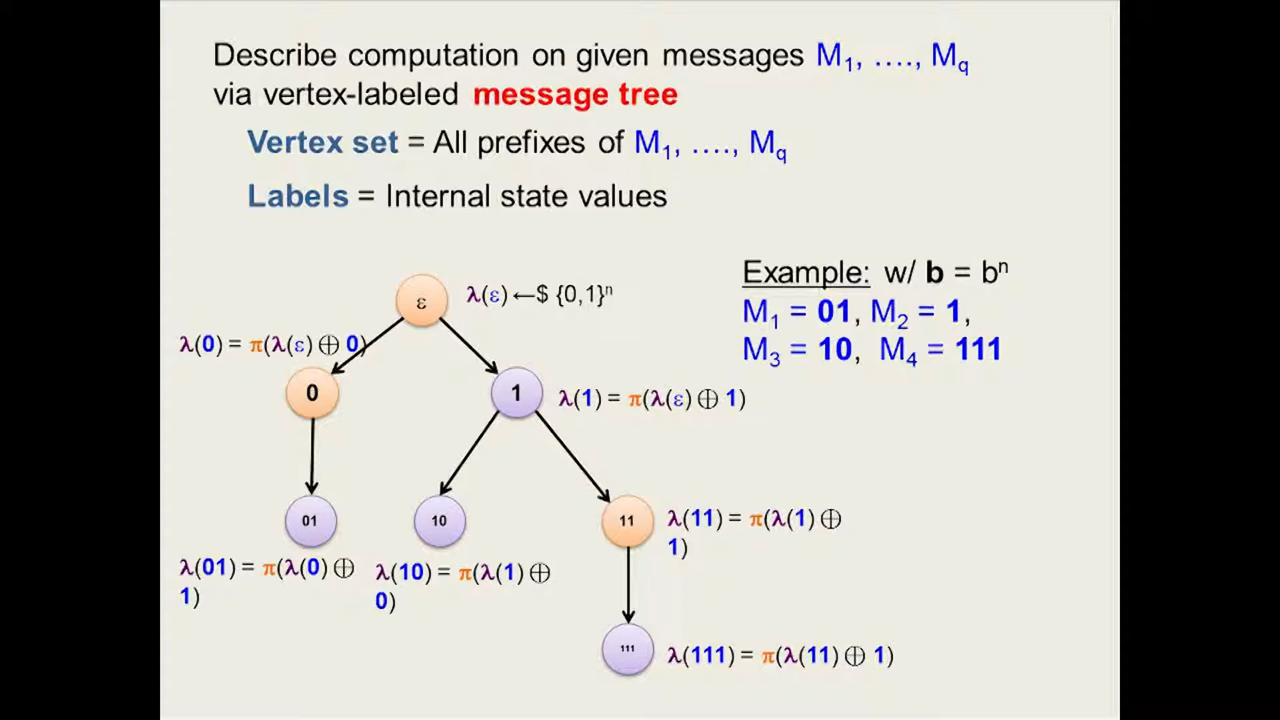 Describe computation on given messages M₁, …., M_q
via vertex-labeled message tree
Vertex set = All prefixes of M₁, …., M_q
Labels = Internal state values
Example: w/ b = bⁿ
M₁ = 01, M₂ = 1,
M₃ = 10, M₄ = 111
ε
λ(ε) ←$ {0,1}ⁿ
λ(0) = π(λ(ε) ⊕ 0)
0
1
λ(1) = π(λ(ε) ⊕ 1)
01
10
11
λ(11) = π(λ(1) ⊕
1)
λ(01) = π(λ(0) ⊕
1)
λ(10) = π(λ(1) ⊕
0)
111
λ(111) = π(λ(11) ⊕ 1)